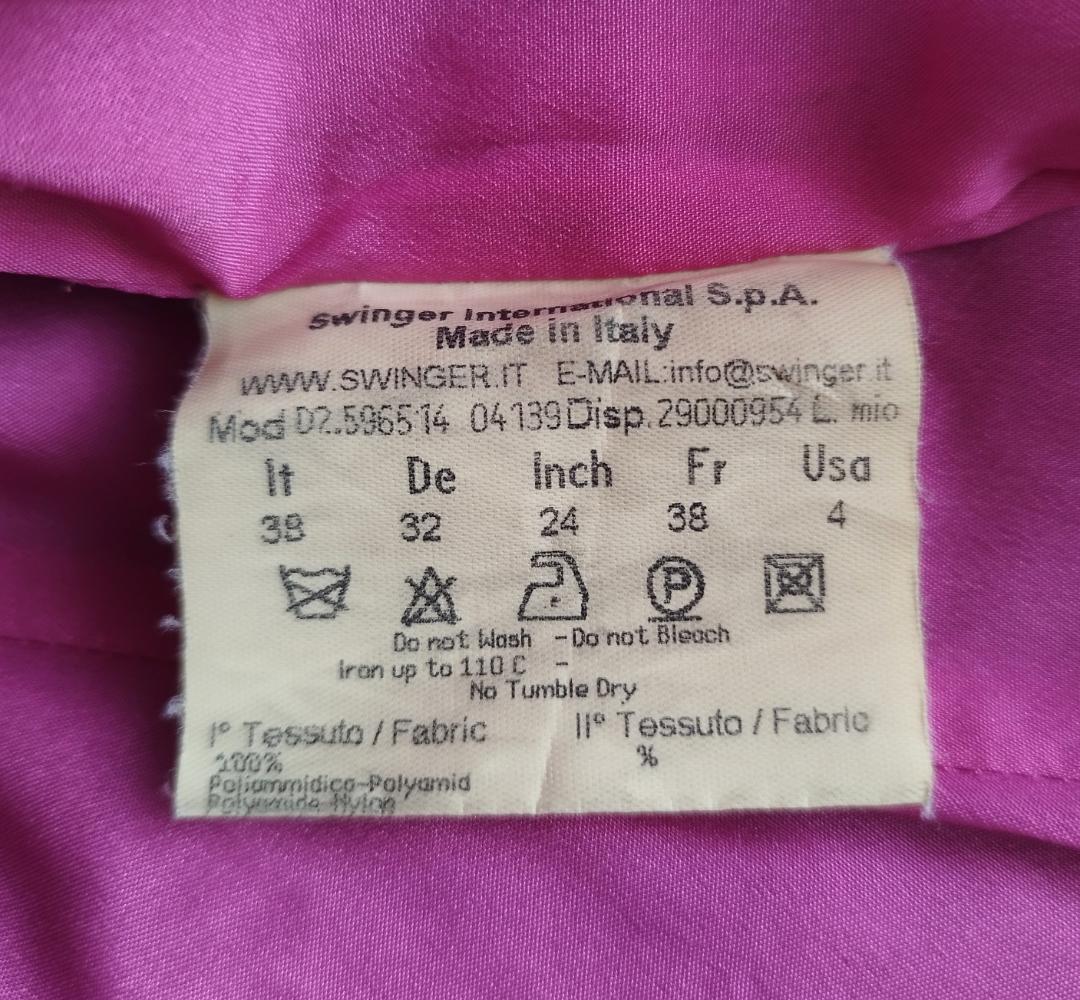 Swinger International S.p.A.
Made in Italy
WWW.SWINGER.IT E-MAIL:info@swinger.it
Mod D2.596514 04139 Disp. 29000954 L. mio
It De Inch Fr Usa
38 32 24 38 4
P
Do not Wash - Do not Bleach
Iron up to 110 C -
No Tumble Dry
I° Tessuto / Fabric II° Tessuto / Fabric
100% %
Poliammidico-Polyamid
Polyamide-Nylon